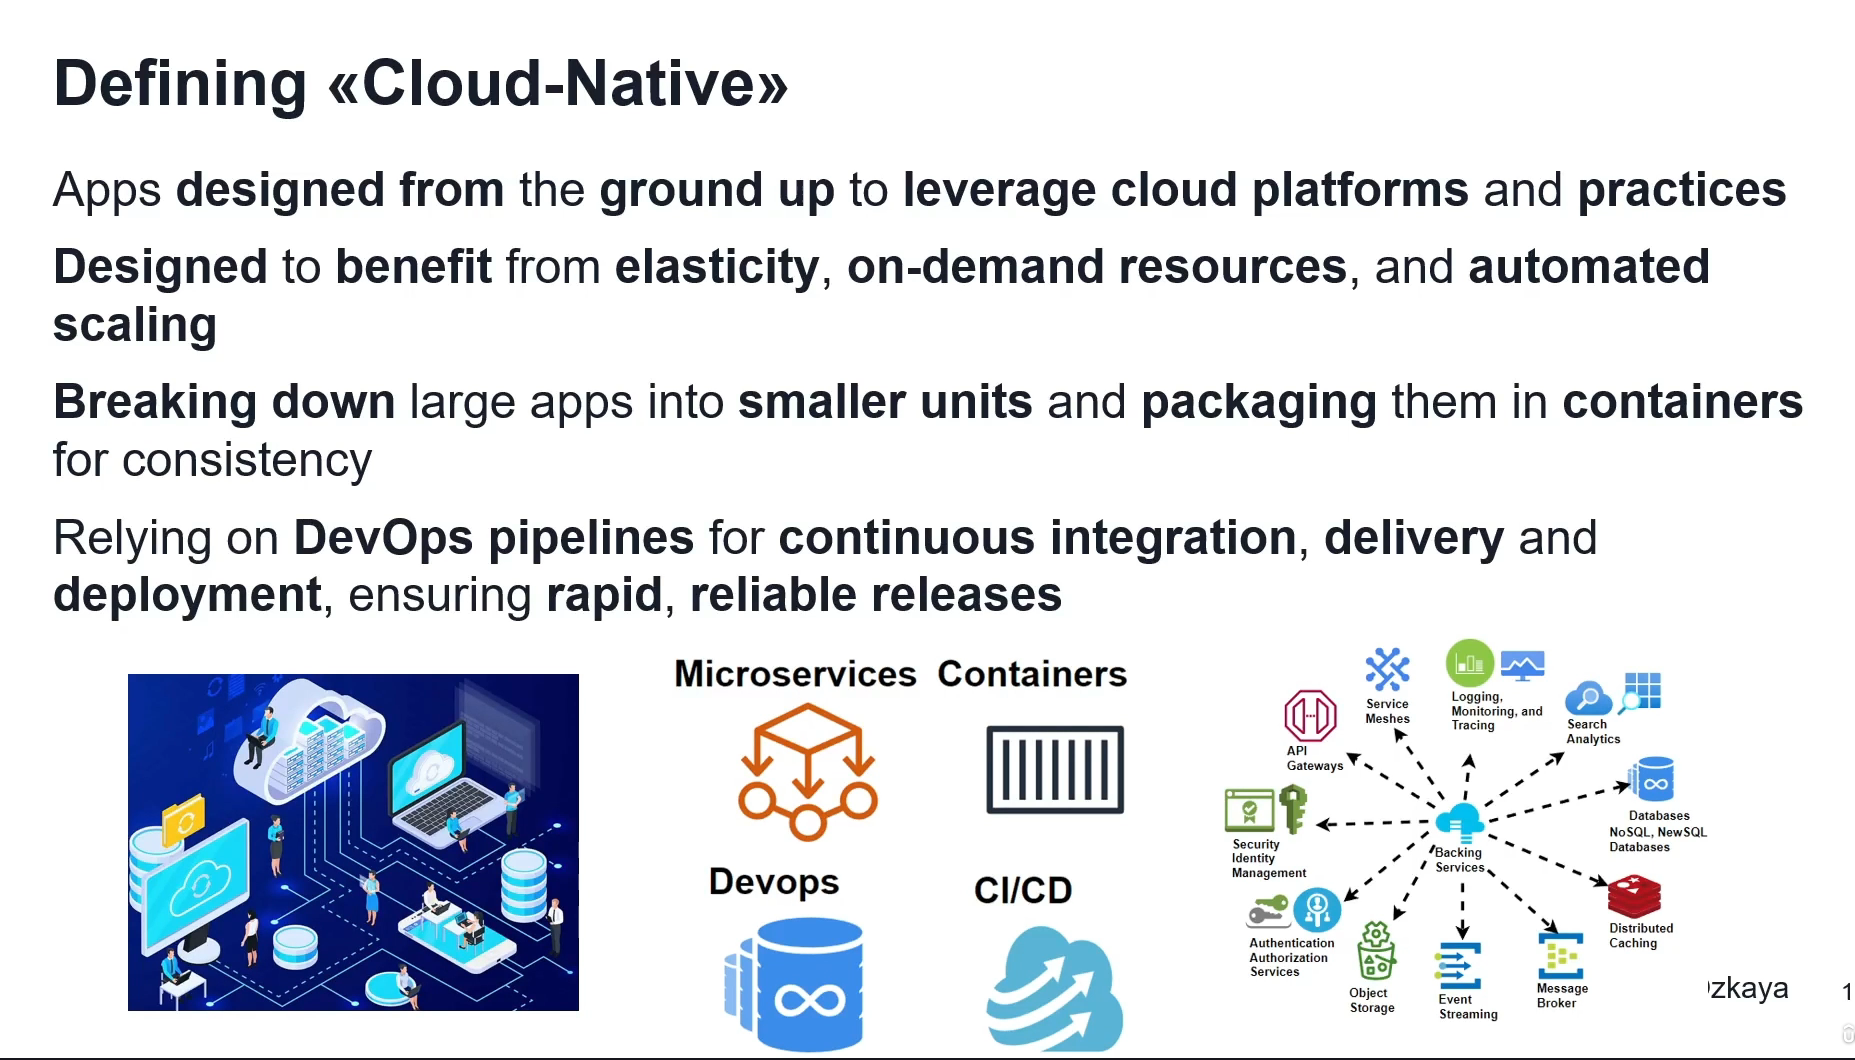 Defining «Cloud-Native»
Apps designed from the ground up to leverage cloud platforms and practices
Designed to benefit from elasticity, on-demand resources, and automated
scaling
Breaking down large apps into smaller units and packaging them in containers
for consistency
Relying on DevOps pipelines for continuous integration, delivery and
deployment, ensuring rapid, reliable releases
Microservices
Containers
Devops
CI/CD
Service
Meshes
Logging,
Monitoring, and
Tracing
Search
Analytics
API
Gateways
Databases
NoSQL, NewSQL
Databases
Security
Identity
Management
Backing
Services
Distributed
Caching
Authentication
Authorization
Services
Object
Storage
Event
Streaming
Message
Broker
zkaya
1